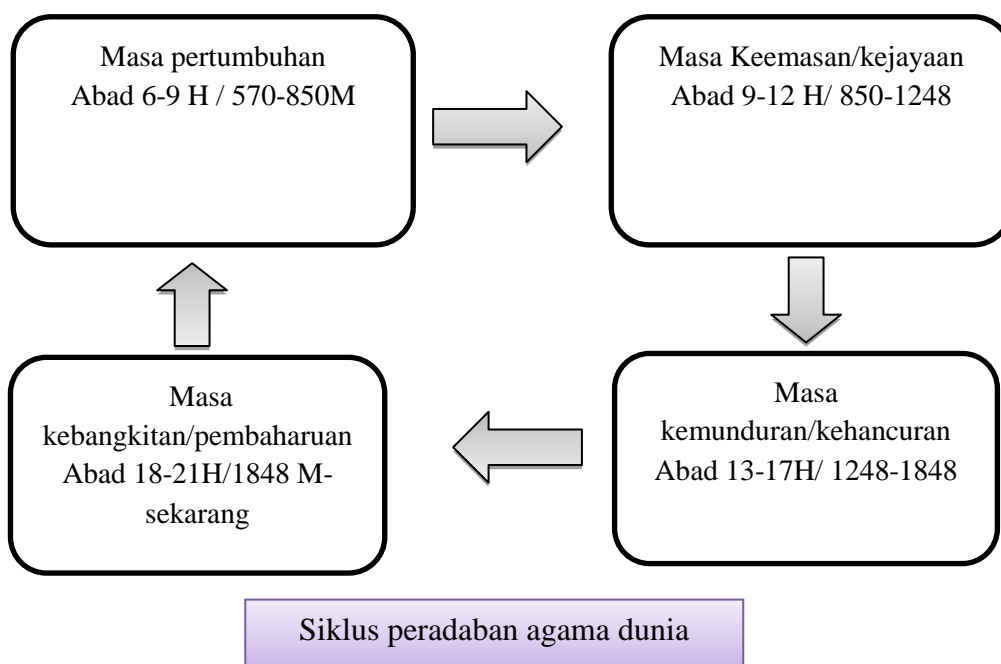 Masa pertumbuhan
Abad 6-9 H / 570-850M
Masa Keemasan/kejayaan
Abad 9-12 H/ 850-1248
Masa
kemunduran/kehancuran
Abad 13-17H/ 1248-1848
Masa
kebangkitan/pembaharuan
Abad 18-21H/1848 M-
sekarang
Siklus peradaban agama dunia